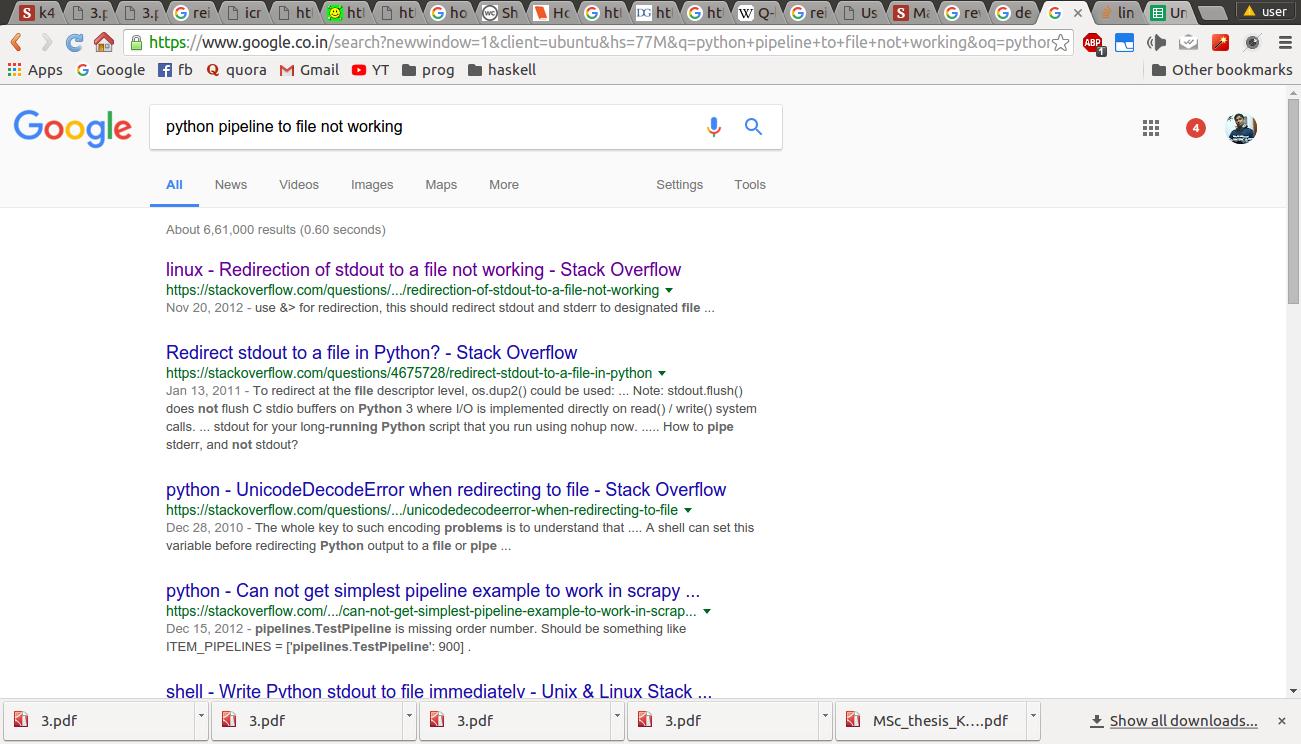 k4
3.p
3.p
rei
icr
ht
ht
ht
ho
Sh
Ho
ht
ht
ht
Q-
rei
Us
Ma
re
de
lin
Un
user
https://www.google.co.in/search?newwindow=1&client=ubuntu&hs=77M&q=python+pipeline+to+file+not+working&oq=pythor
ABP
1
Apps Google fb quora Gmail YT prog haskell Other bookmarks
Google
python pipeline to file not working
4
All News Videos Images Maps More Settings Tools
About 6,61,000 results (0.60 seconds)
linux - Redirection of stdout to a file not working - Stack Overflow
https://stackoverflow.com/questions/.../redirection-of-stdout-to-a-file-not-working
Nov 20, 2012 - use &> for redirection, this should redirect stdout and stderr to designated file ...
Redirect stdout to a file in Python? - Stack Overflow
https://stackoverflow.com/questions/4675728/redirect-stdout-to-a-file-in-python
Jan 13, 2011 - To redirect at the file descriptor level, os.dup2() could be used: ... Note: stdout.flush()
does not flush C stdio buffers on Python 3 where I/O is implemented directly on read() / write() system
calls. ... stdout for your long-running Python script that you run using nohup now. ..... How to pipe
stderr, and not stdout?
python - UnicodeDecodeError when redirecting to file - Stack Overflow
https://stackoverflow.com/questions/.../unicodedecodeerror-when-redirecting-to-file
Dec 28, 2010 - The whole key to such encoding problems is to understand that .... A shell can set this
variable before redirecting Python output to a file or pipe ...
python - Can not get simplest pipeline example to work in scrapy ...
https://stackoverflow.com/.../can-not-get-simplest-pipeline-example-to-work-in-scrap...
Dec 15, 2012 - pipelines.TestPipeline is missing order number. Should be something like
ITEM_PIPELINES = ['pipelines.TestPipeline': 900] .
shell - Write Python stdout to file immediately - Unix & Linux Stack ...
3.pdf 3.pdf 3.pdf 3.pdf MSc_thesis_K....pdf Show all downloads...